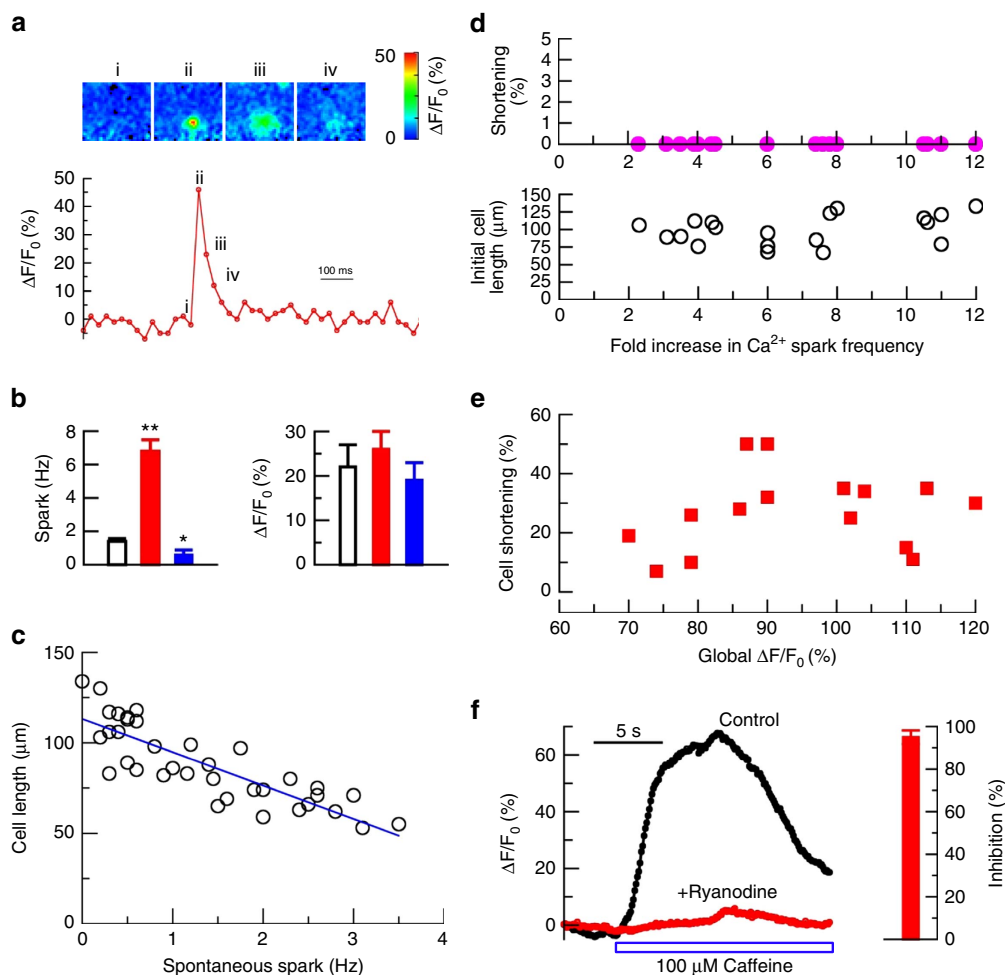 a
i ii iii iv
50
0
ΔF/F0 (%)
50
40
30
20
10
0
ΔF/F0 (%)
ii
iii
iv
i
100 ms
b
8
6
4
2
0
Spark (Hz)
**
*
30
20
10
0
ΔF/F0 (%)
c
150
100
50
0
Cell length (µm)
0 1 2 3 4
Spontaneous spark (Hz)
d
5
4
3
2
1
0
Shortening (%)
0 2 4 6 8 10 12
150
125
100
75
50
25
0
Initial cell length (µm)
0 2 4 6 8 10 12
Fold increase in Ca2+ spark frequency
e
60
40
20
0
Cell shortening (%)
60 70 80 90 100 110 120
Global ΔF/F0 (%)
f
5 s
Control
60
40
20
0
ΔF/F0 (%)
+Ryanodine
100 µM Caffeine
100
80
60
40
20
0
Inhibition (%)